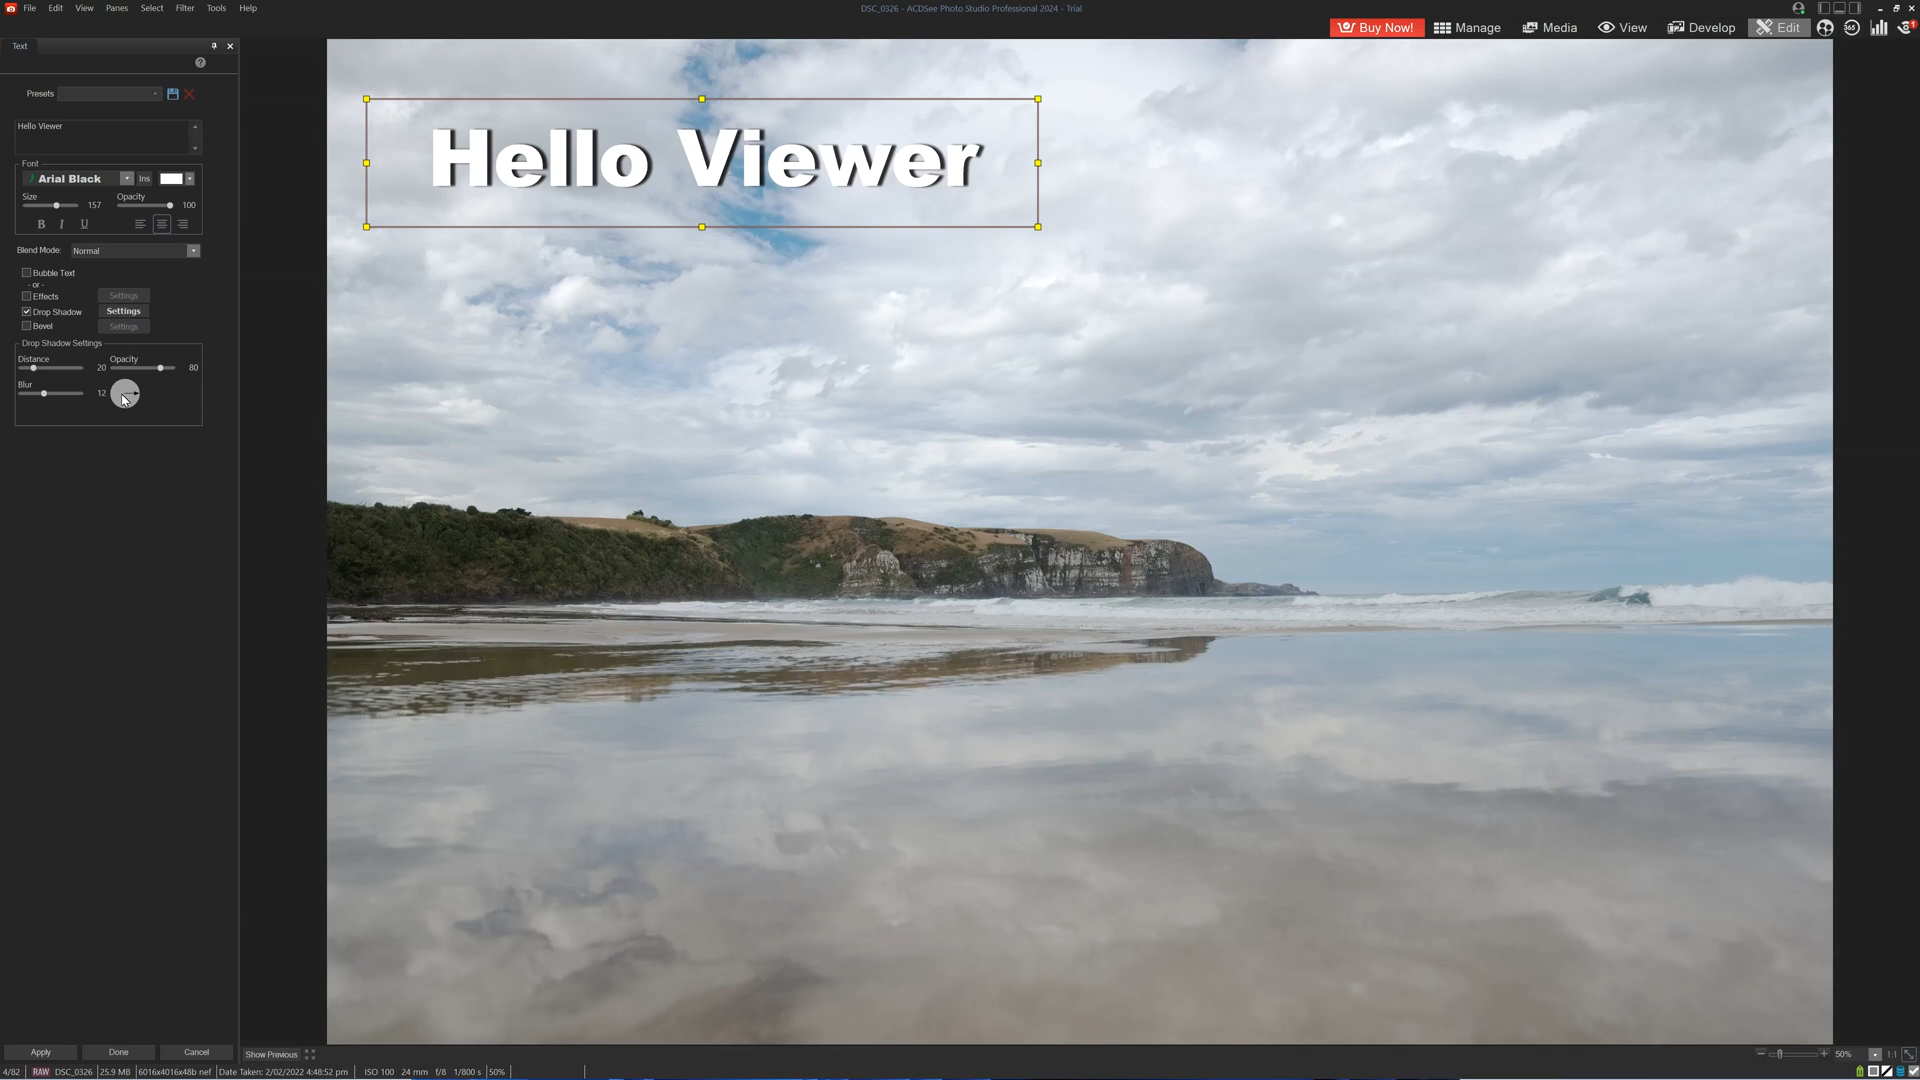 File Edit View Panes Select Filter Tools Help
DSC_0326 - ACDSee Photo Studio Professional 2024 - Trial
Buy Now! Manage Media View Develop Edit 365 1
Text
Presets
Hello Viewer
Font
Arial Black Ins
Size Opacity
157 100
B I U
Blend Mode: Normal
Bubble Text
- or -
Effects Settings
Drop Shadow Settings
Bevel Settings
Drop Shadow Settings
Distance Opacity
20 80
Blur
12
Hello Viewer
Apply Done Cancel
Show Previous 50% 1:1
4/82 RAW DSC_0326 25.9 MB 6016x4016x48b nef Date Taken: 2/02/2022 4:48:52 pm ISO 100 24 mm f/8 1/800 s 50%